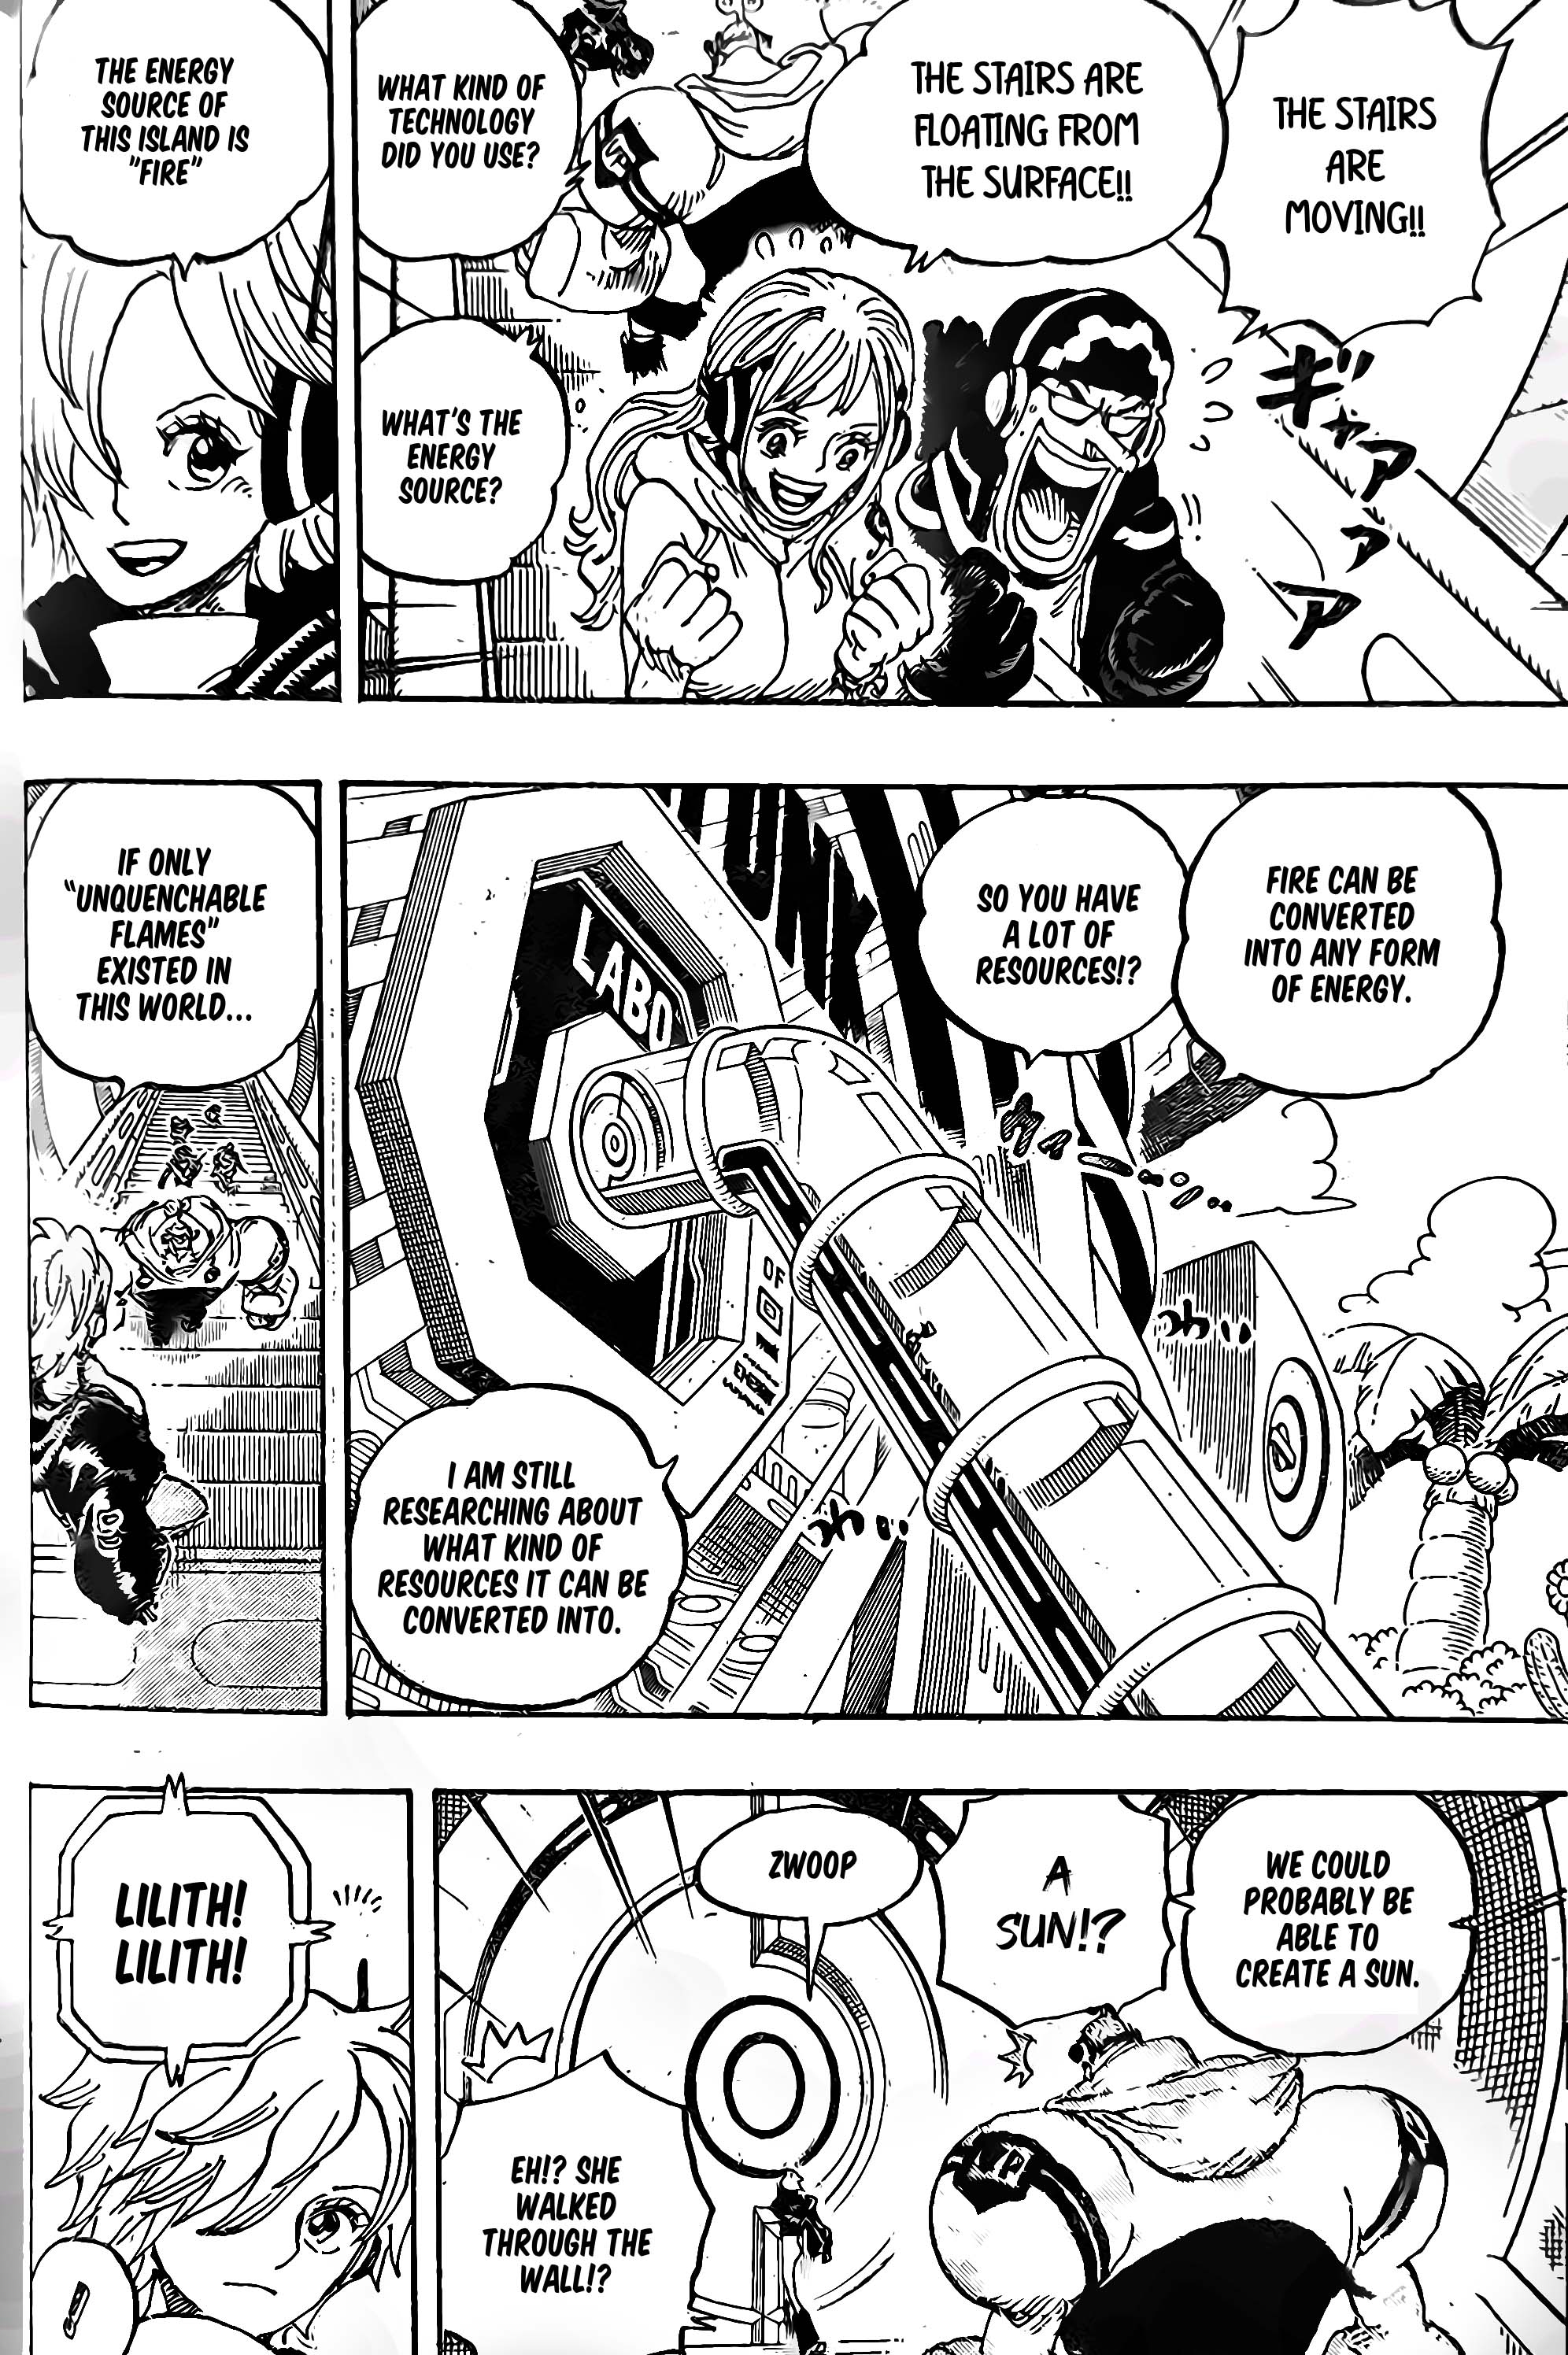 THE STAIRS
ARE
MOVING!!
THE STAIRS ARE
FLOATING FROM
THE SURFACE!!
ギャアアア
WHAT KIND OF
TECHNOLOGY
DID YOU USE?
WHAT'S THE
ENERGY
SOURCE?
THE ENERGY
SOURCE OF
THIS ISLAND IS
"FIRE"
FIRE CAN BE
CONVERTED
INTO ANY FORM
OF ENERGY.
SO YOU HAVE
A LOT OF
RESOURCES!?
LABO
OF
わ
わ
I AM STILL
RESEARCHING ABOUT
WHAT KIND OF
RESOURCES IT CAN BE
CONVERTED INTO.
IF ONLY
"UNQUENCHABLE
FLAMES"
EXISTED IN
THIS WORLD...
WE COULD
PROBABLY BE
ABLE TO
CREATE A SUN.
A
SUN!?
ZWOOP
EH!? SHE
WALKED
THROUGH THE
WALL!?
LILITH!
LILITH!
!